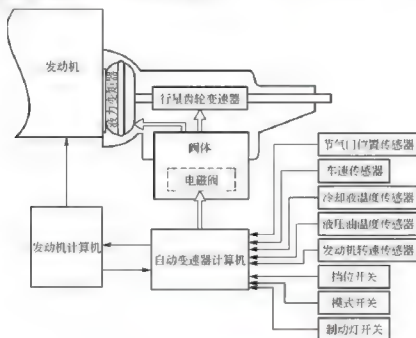 发动机
液力变矩器
行星齿轮变速器
阀体
电磁阀
节气门位置传感器
车速传感器
冷却液温度传感器
液压油温度传感器
发动机转速传感器
挡位开关
模式开关
制动灯开关
发动机计算机
自动变速器计算机